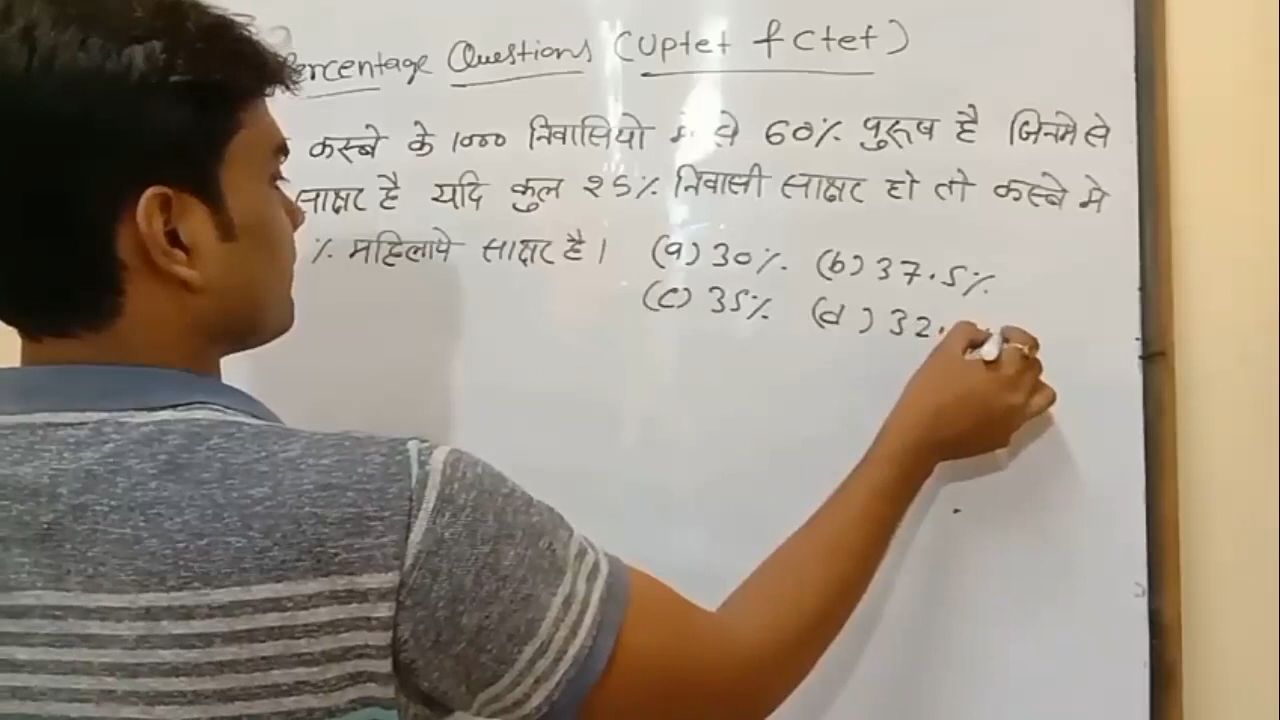 Percentage Questions (Uptet f Ctet)
कस्बे के 1000 निवासियो मे से 60% पुरूष है जिनमे से
साक्षर है यदि कुल 25% निवासी साक्षर हो तो कस्बे मे
% महिलाये साक्षर है। (a) 30% (b) 37.5%
(c) 35% (d) 32.